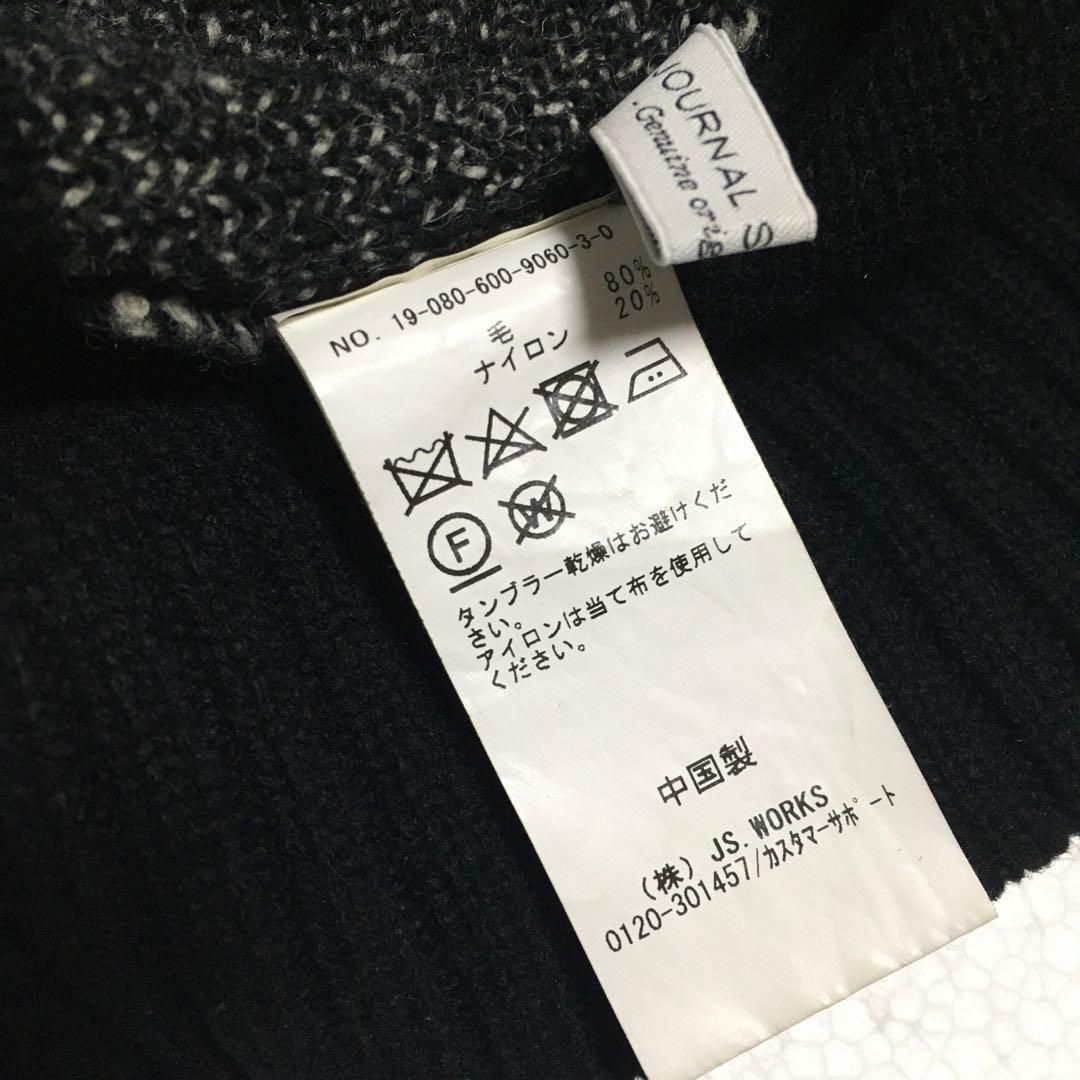 JOURNAL S
Genuine orig
NO. 19-080-600-9060-3-0
毛 80%
ナイロン 20%
F W
タンブラー乾燥はお避けくだ
さい。
アイロンは当て布を使用して
ください。
中国製
(株) JS.WORKS
0120-301457/カスタマーサポート